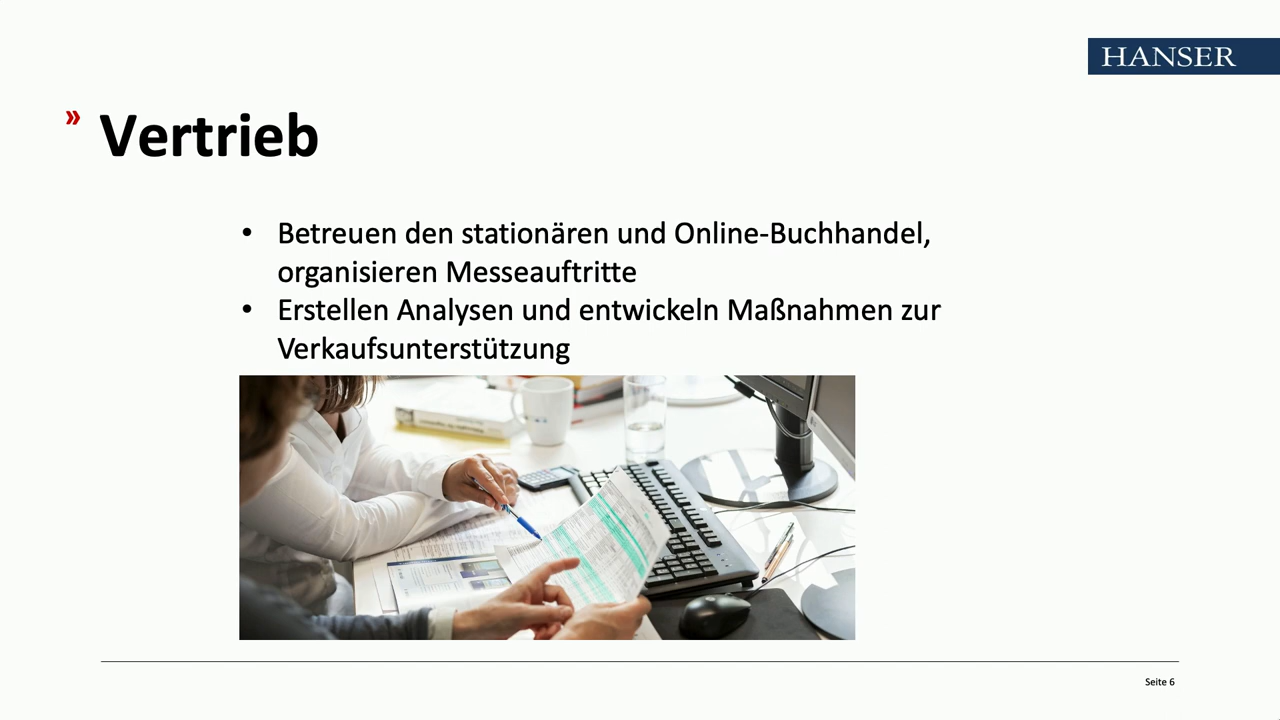 HANSER
» Vertrieb
• Betreuen den stationären und Online-Buchhandel,
organisieren Messeauftritte
• Erstellen Analysen und entwickeln Maßnahmen zur
Verkaufsunterstützung
Seite 6